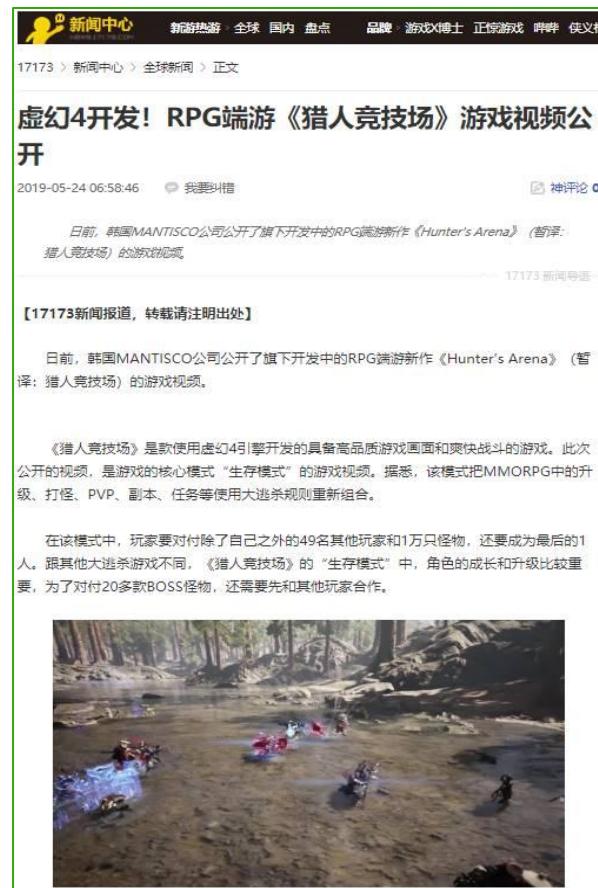 新闻中心
NEWS.17173.COM
新游热游 · 全球 国内 盘点 品牌 · 游戏X博士 正惊游戏 哔哔 侠义
17173 > 新闻中心 > 全球新闻 > 正文
虚幻4开发！RPG端游《猎人竞技场》游戏视频公
开
2019-05-24 06:58:46 我要纠错 神评论 0
日前，韩国MANTISCO公司公开了旗下开发中的RPG端游新作《Hunter's Arena》（暂译：
猎人竞技场）的游戏视频。
17173 新闻导语
【17173新闻报道，转载请注明出处】
日前，韩国MANTISCO公司公开了旗下开发中的RPG端游新作《Hunter's Arena》（暂
译：猎人竞技场）的游戏视频。
《猎人竞技场》是款使用虚幻4引擎开发的具备高品质游戏画面和爽快战斗的游戏。此次
公开的视频，是游戏的核心模式“生存模式”的游戏视频。据悉，该模式把MMORPG中的升
级、打怪、PVP、副本、任务等使用大逃杀规则重新组合。
在该模式中，玩家要对付除了自己之外的49名其他玩家和1万只怪物，还要成为最后的1
人。跟其他大逃杀游戏不同，《猎人竞技场》的“生存模式”中，角色的成长和升级比较重
要，为了对付20多款BOSS怪物，还需要先和其他玩家合作。